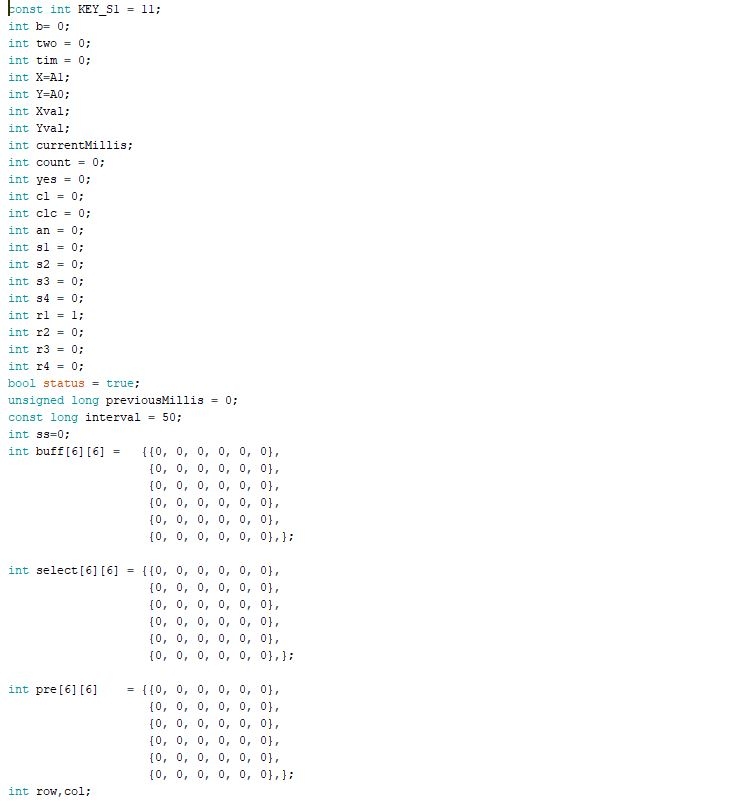 const int KEY_S1 = 11;
int b= 0;
int two = 0;
int tim = 0;
int X=A1;
int Y=A0;
int Xval;
int Yval;
int currentMillis;
int count = 0;
int yes = 0;
int cl = 0;
int clc = 0;
int an = 0;
int s1 = 0;
int s2 = 0;
int s3 = 0;
int s4 = 0;
int r1 = 1;
int r2 = 0;
int r3 = 0;
int r4 = 0;
bool status = true;
unsigned long previousMillis = 0;
const long interval = 50;
int ss=0;
int buff[6][6] =   {{0, 0, 0, 0, 0, 0},
                    {0, 0, 0, 0, 0, 0},
                    {0, 0, 0, 0, 0, 0},
                    {0, 0, 0, 0, 0, 0},
                    {0, 0, 0, 0, 0, 0},
                    {0, 0, 0, 0, 0, 0},};

int select[6][6] = {{0, 0, 0, 0, 0, 0},
                    {0, 0, 0, 0, 0, 0},
                    {0, 0, 0, 0, 0, 0},
                    {0, 0, 0, 0, 0, 0},
                    {0, 0, 0, 0, 0, 0},
                    {0, 0, 0, 0, 0, 0},};

int pre[6][6]    = {{0, 0, 0, 0, 0, 0},
                    {0, 0, 0, 0, 0, 0},
                    {0, 0, 0, 0, 0, 0},
                    {0, 0, 0, 0, 0, 0},
                    {0, 0, 0, 0, 0, 0},
                    {0, 0, 0, 0, 0, 0},};
int row,col;